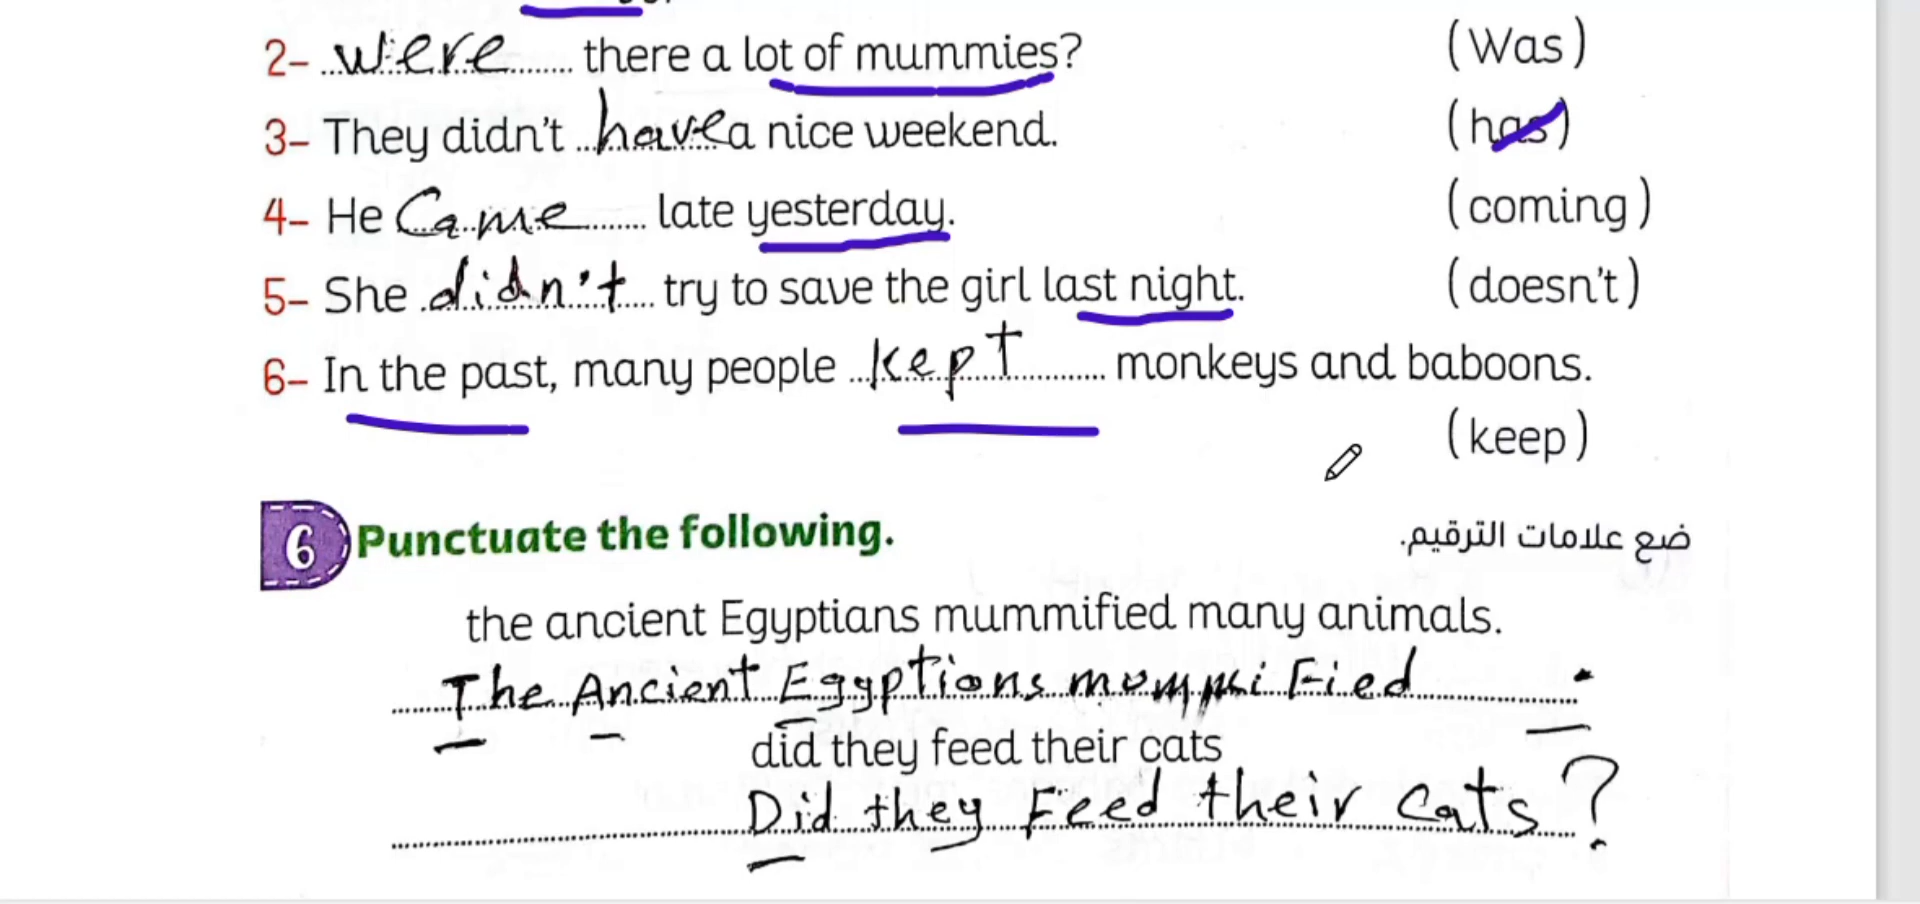 2- were there a lot of mummies? (Was)
3- They didn't have a nice weekend. (has)
4- He Came late yesterday. (coming)
5- She didn't try to save the girl last night. (doesn't)
6- In the past, many people kept monkeys and baboons.
(keep)
6 Punctuate the following. ضع علامات الترقيم.
the ancient Egyptians mummified many animals.
The Ancient Egyptions mummified .
did they feed their cats
Did they Feed their Cats ?